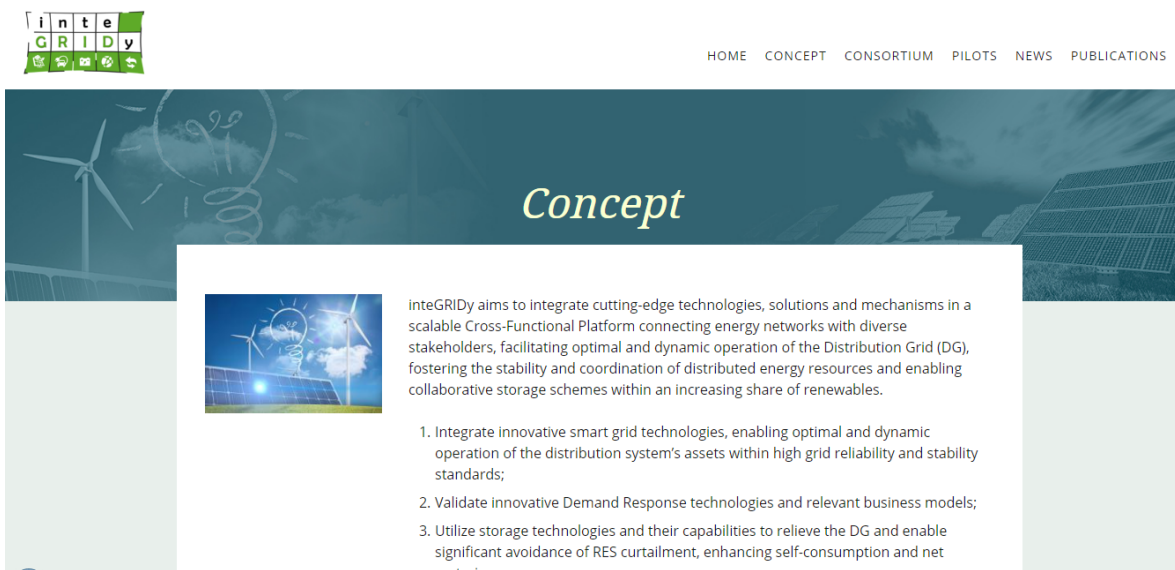 inte
GRIDy
HOME CONCEPT CONSORTIUM PILOTS NEWS PUBLICATIONS
Concept
inteGRIDy aims to integrate cutting-edge technologies, solutions and mechanisms in a
scalable Cross-Functional Platform connecting energy networks with diverse
stakeholders, facilitating optimal and dynamic operation of the Distribution Grid (DG),
fostering the stability and coordination of distributed energy resources and enabling
collaborative storage schemes within an increasing share of renewables.
1. Integrate innovative smart grid technologies, enabling optimal and dynamic
operation of the distribution system’s assets within high grid reliability and stability
standards;
2. Validate innovative Demand Response technologies and relevant business models;
3. Utilize storage technologies and their capabilities to relieve the DG and enable
significant avoidance of RES curtailment, enhancing self-consumption and net